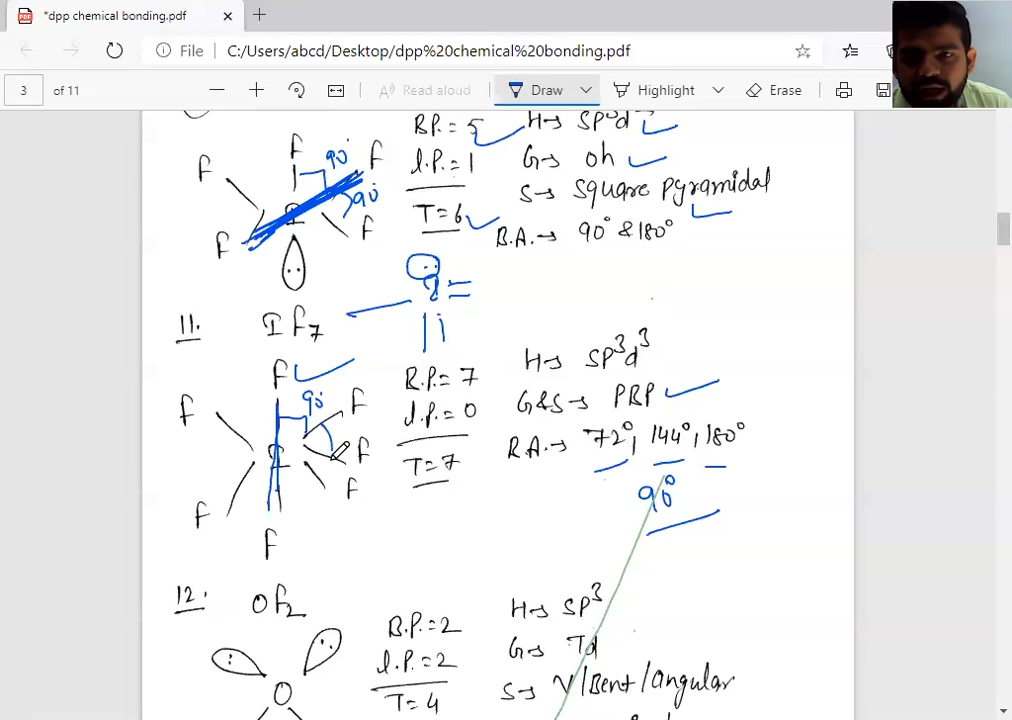 *dpp chemical bonding.pdf
File C:/Users/abcd/Desktop/dpp%20chemical%20bonding.pdf
3 of 11 Read aloud Draw Highlight Erase
B.P. = 5 H→ SP³d²
F 90° F F l.P. = 1 G→ Oh
I 90° T=6 S→ Square Pyramidal
F F B.A.→ 90° & 180°
11. IF7
F B.P. = 7 H→ SP³d³
F 90° F l.P. = 0 G&S→ PBP
I F T=7 B.A.→ 72°, 144°, 180°
F F 90°
F
12. OF2
B.P. = 2 H→ SP³
l.P. = 2 G→ Td
O T = 4 S→ V/Bent/angular